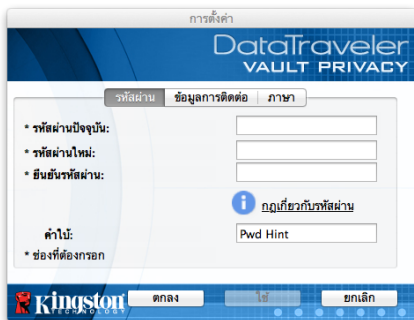 การตั้งค่า
DataTraveler
VAULT PRIVACY
รหัสผ่าน ข้อมูลการติดต่อ ภาษา
* รหัสผ่านปัจจุบัน:
* รหัสผ่านใหม่:
* ยืนยันรหัสผ่าน:
กฎเกี่ยวกับรหัสผ่าน
คำใบ้: Pwd Hint
* ช่องที่ต้องกรอก
Kingston ตกลง ใช้ ยกเลิก
TECHNOLOGY